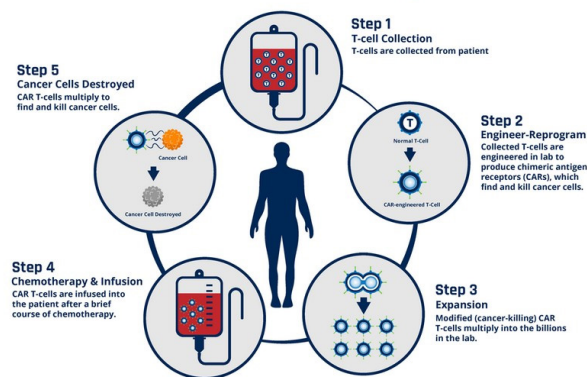 Step 1
T-cell Collection
T-cells are collected from patient
Step 2
Engineer-Reprogram
Collected T-cells are
engineered in lab to
produce chimeric antigen
receptors (CARs), which
find and kill cancer cells.
T
Normal T-Cell
CAR-engineered T-Cell
Step 3
Expansion
Modified (cancer-killing) CAR
T-cells multiply into the billions
in the lab.
Step 4
Chemotherapy & Infusion
CAR T-cells are infused into
the patient after a brief
course of chemotherapy.
Step 5
Cancer Cells Destroyed
CAR T-cells multiply to
find and kill cancer cells.
Cancer Cell
Cancer Cell Destroyed